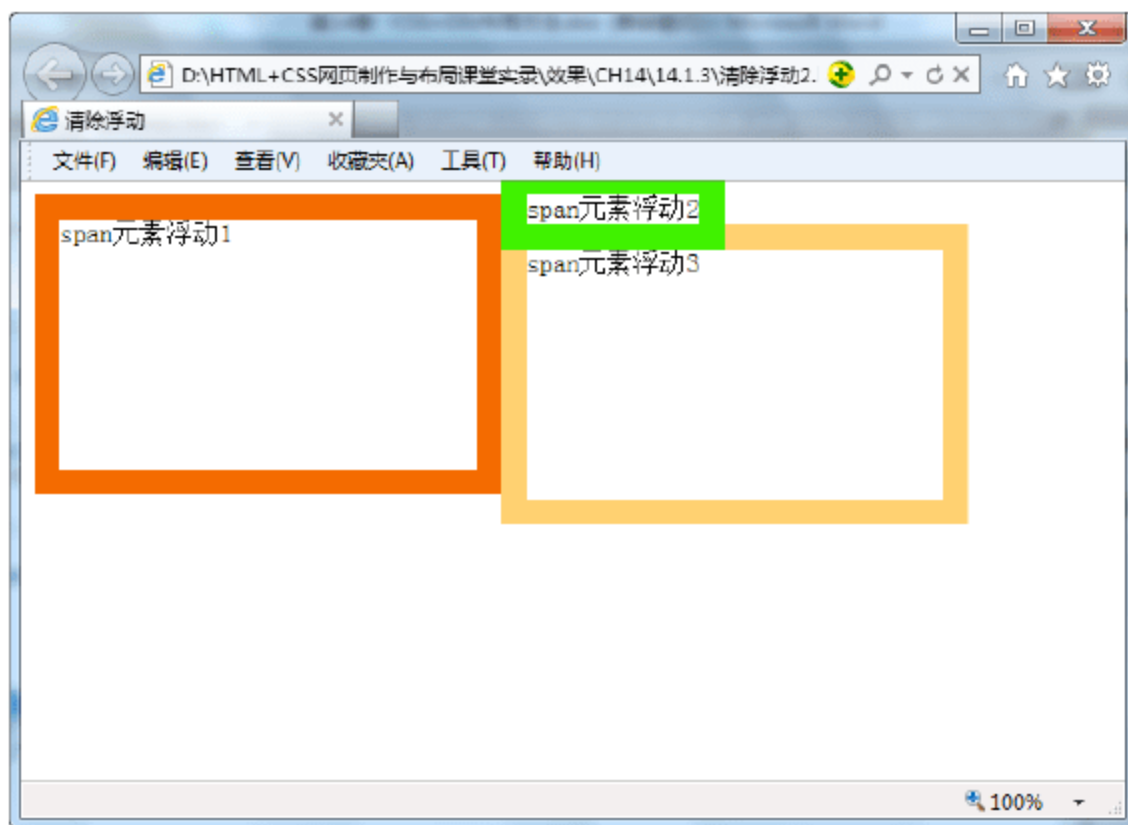 D:\HTML+CSS网页制作与布局课堂实录\效果\CH14\14.1.3\清除浮动2.
清除浮动
文件(F) 编辑(E) 查看(V) 收藏夹(A) 工具(T) 帮助(H)
span元素浮动2
span元素浮动1
span元素浮动3
100%